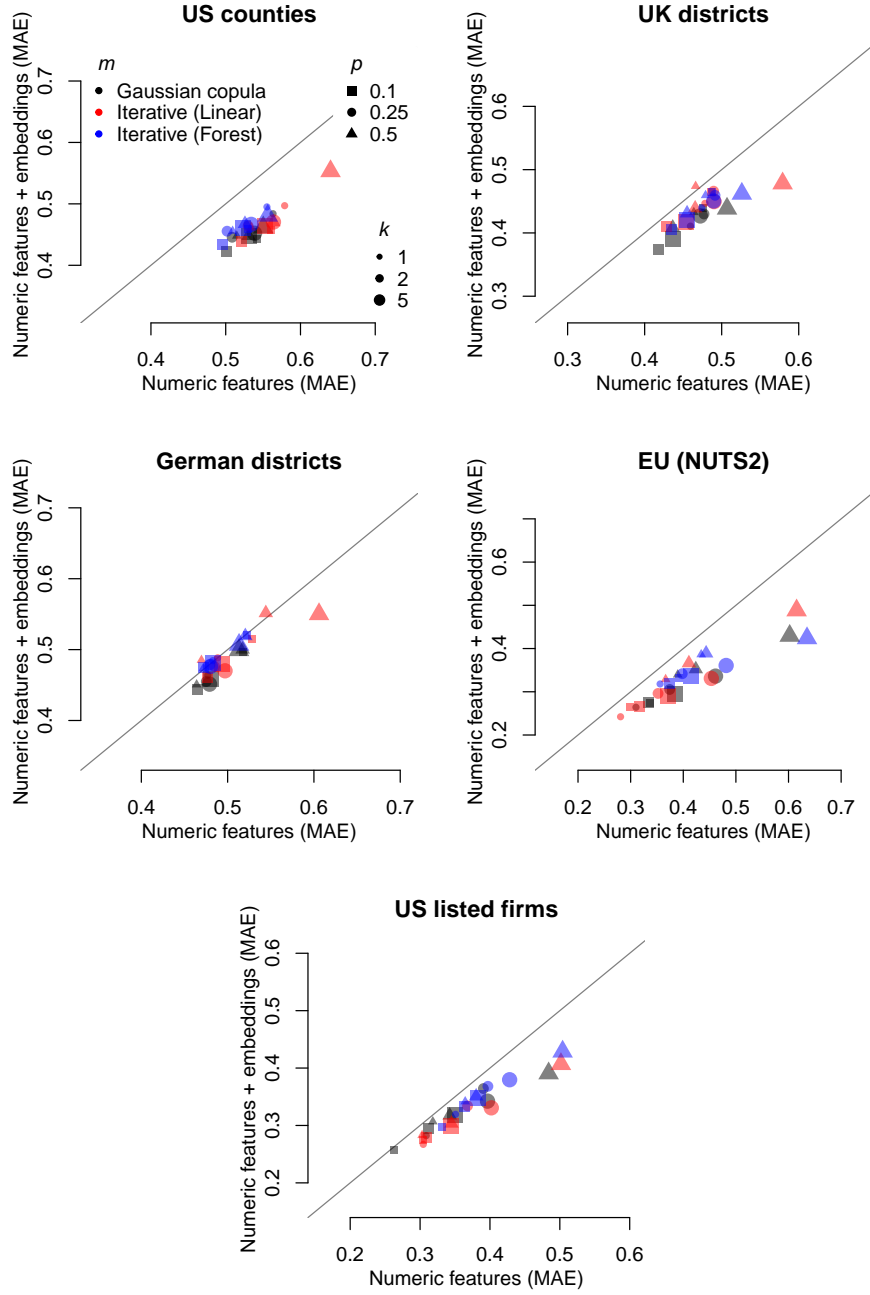 US counties
Numeric features + embeddings (MAE)
0.4 0.5 0.6 0.7
m
Gaussian copula
Iterative (Linear)
Iterative (Forest)
p
0.1
0.25
0.5
k
1
2
5
0.4 0.5 0.6 0.7
Numeric features (MAE)
UK districts
Numeric features + embeddings (MAE)
0.3 0.4 0.5 0.6
0.3 0.4 0.5 0.6
Numeric features (MAE)
German districts
Numeric features + embeddings (MAE)
0.4 0.5 0.6 0.7
0.4 0.5 0.6 0.7
Numeric features (MAE)
EU (NUTS2)
Numeric features + embeddings (MAE)
0.2 0.4 0.6
0.2 0.3 0.4 0.5 0.6 0.7
Numeric features (MAE)
US listed firms
Numeric features + embeddings (MAE)
0.2 0.3 0.4 0.5 0.6
0.2 0.3 0.4 0.5 0.6
Numeric features (MAE)